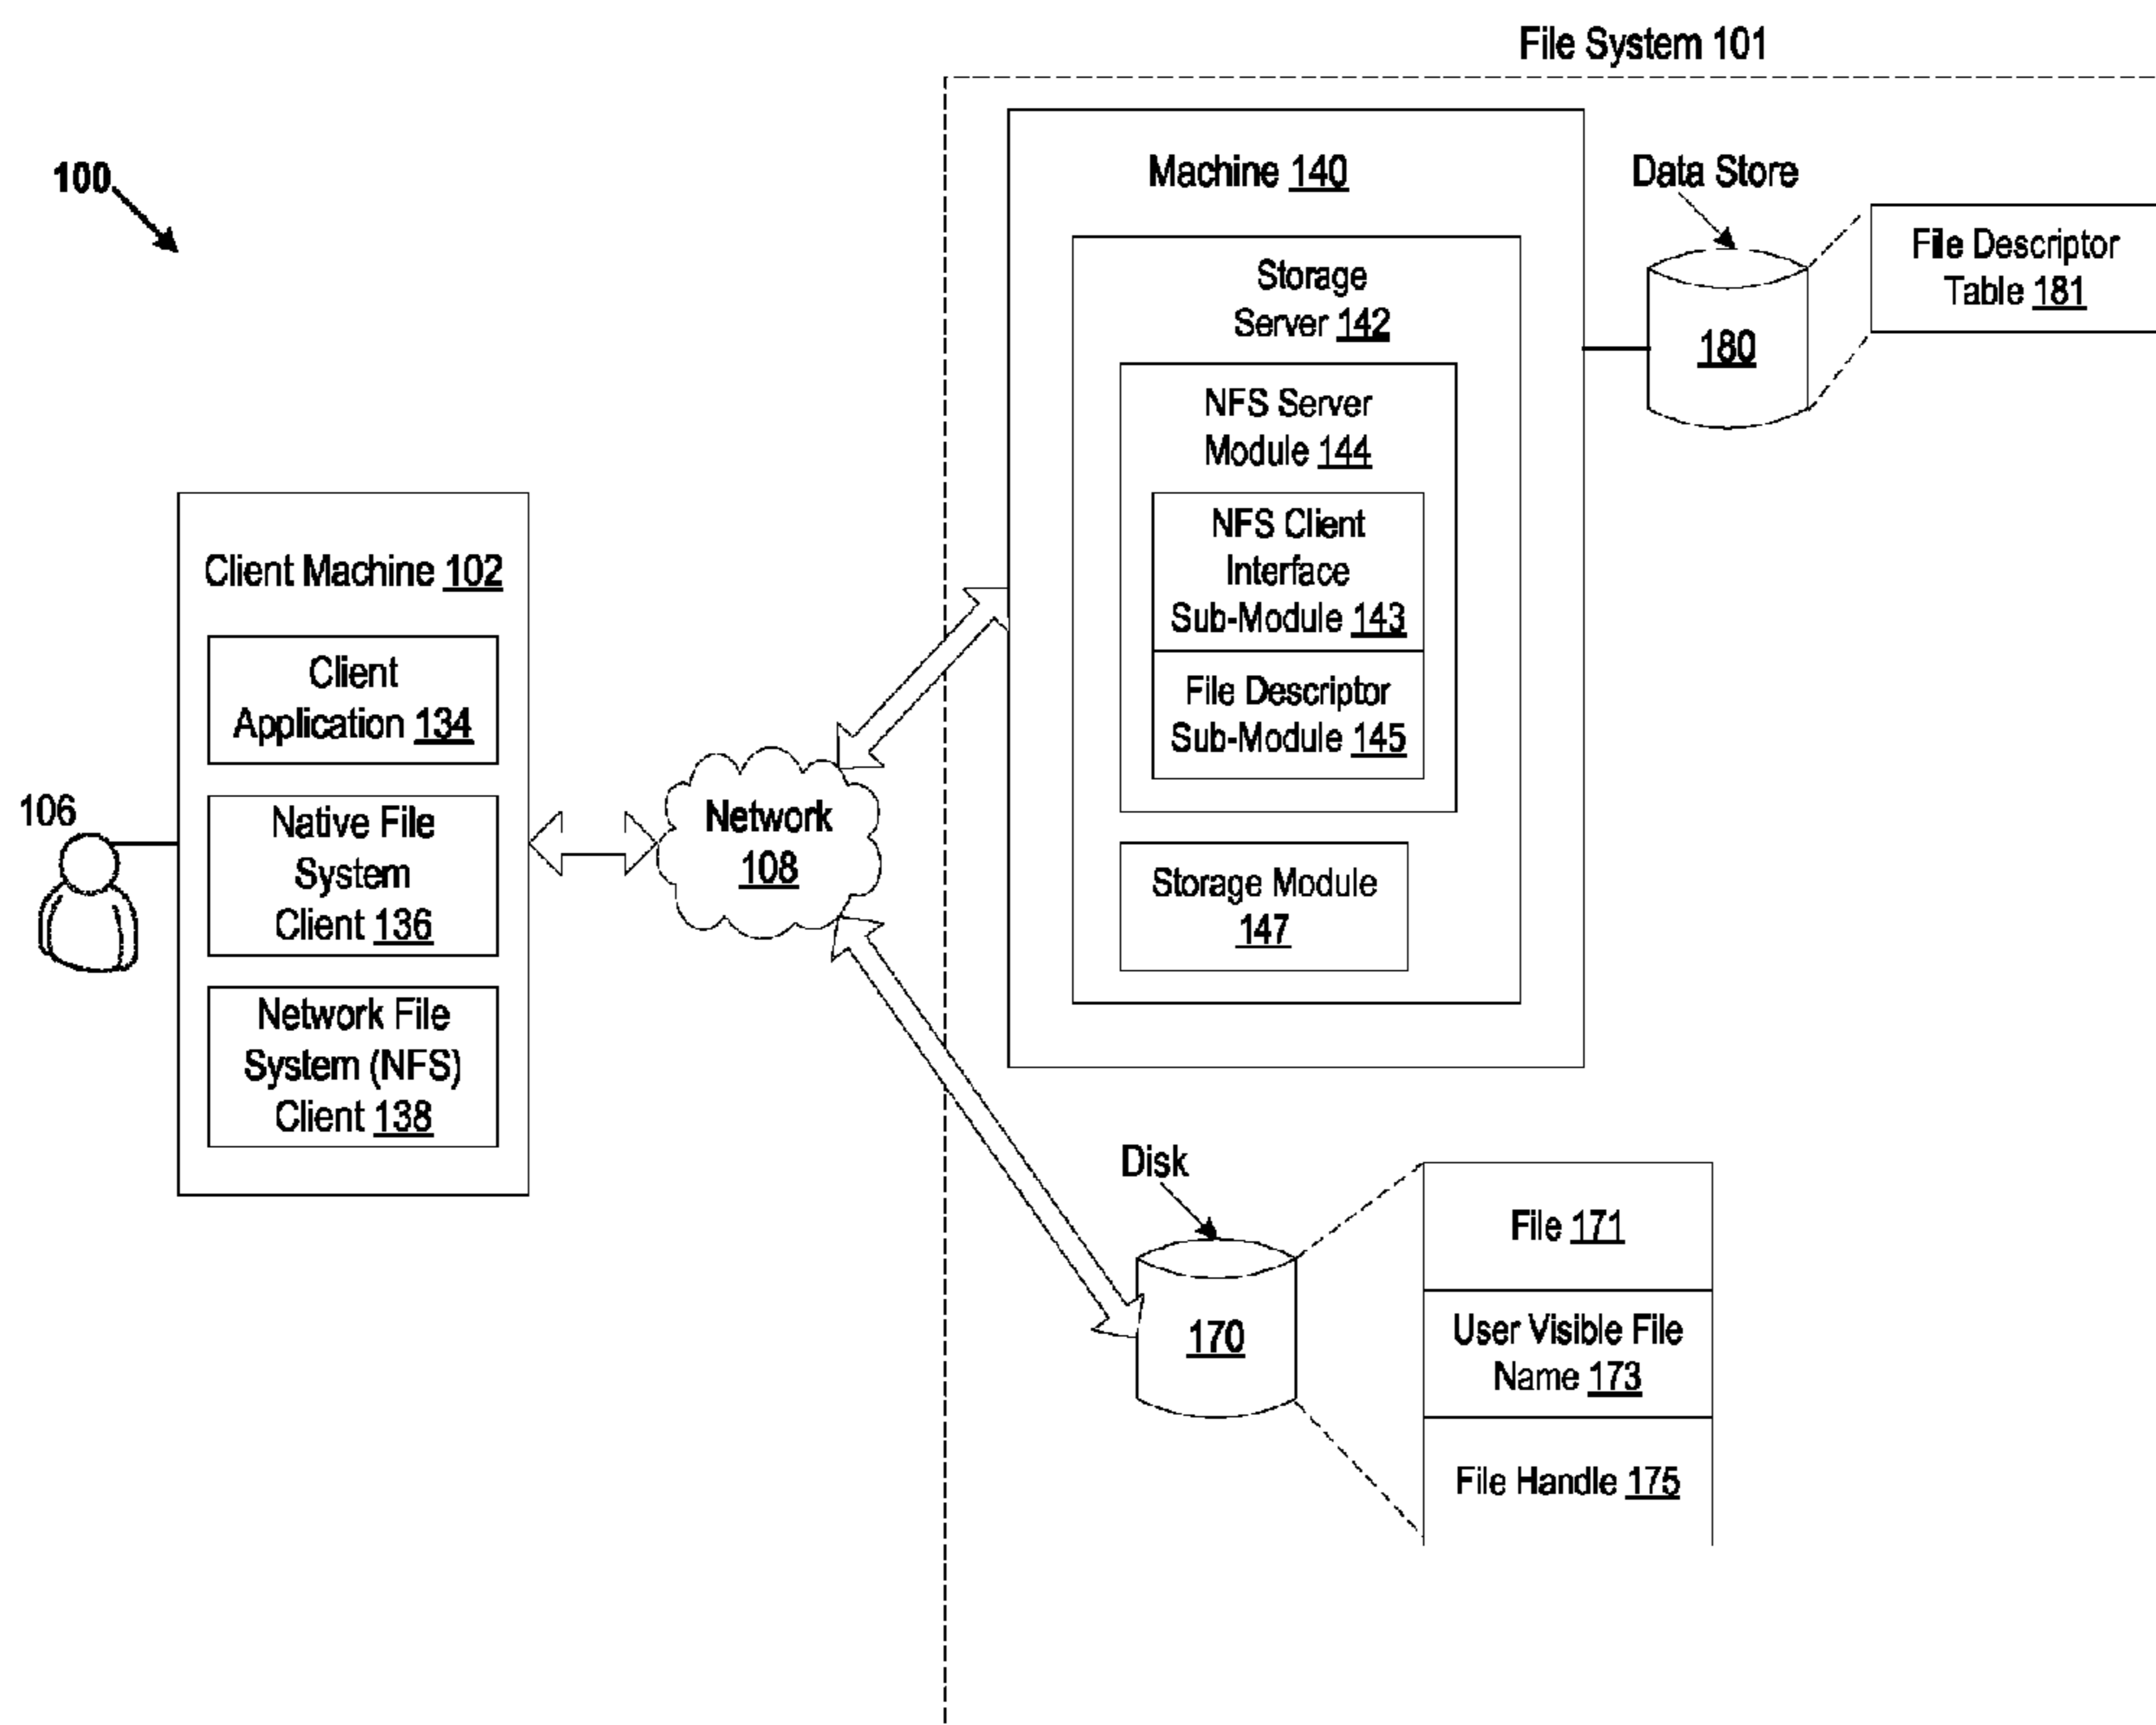 File System 101
100
Machine 140
Data Store
File Descriptor
Table 181
Storage
Server 142
180
NFS Server
Module 144
NFS Client
Interface
Sub-Module 143
File Descriptor
Sub-Module 145
Storage Module
147
Client Machine 102
Client
Application 134
106
Native File
System
Client 136
Network File
System (NFS)
Client 138
Network
108
Disk
170
File 171
User Visible File
Name 173
File Handle 175